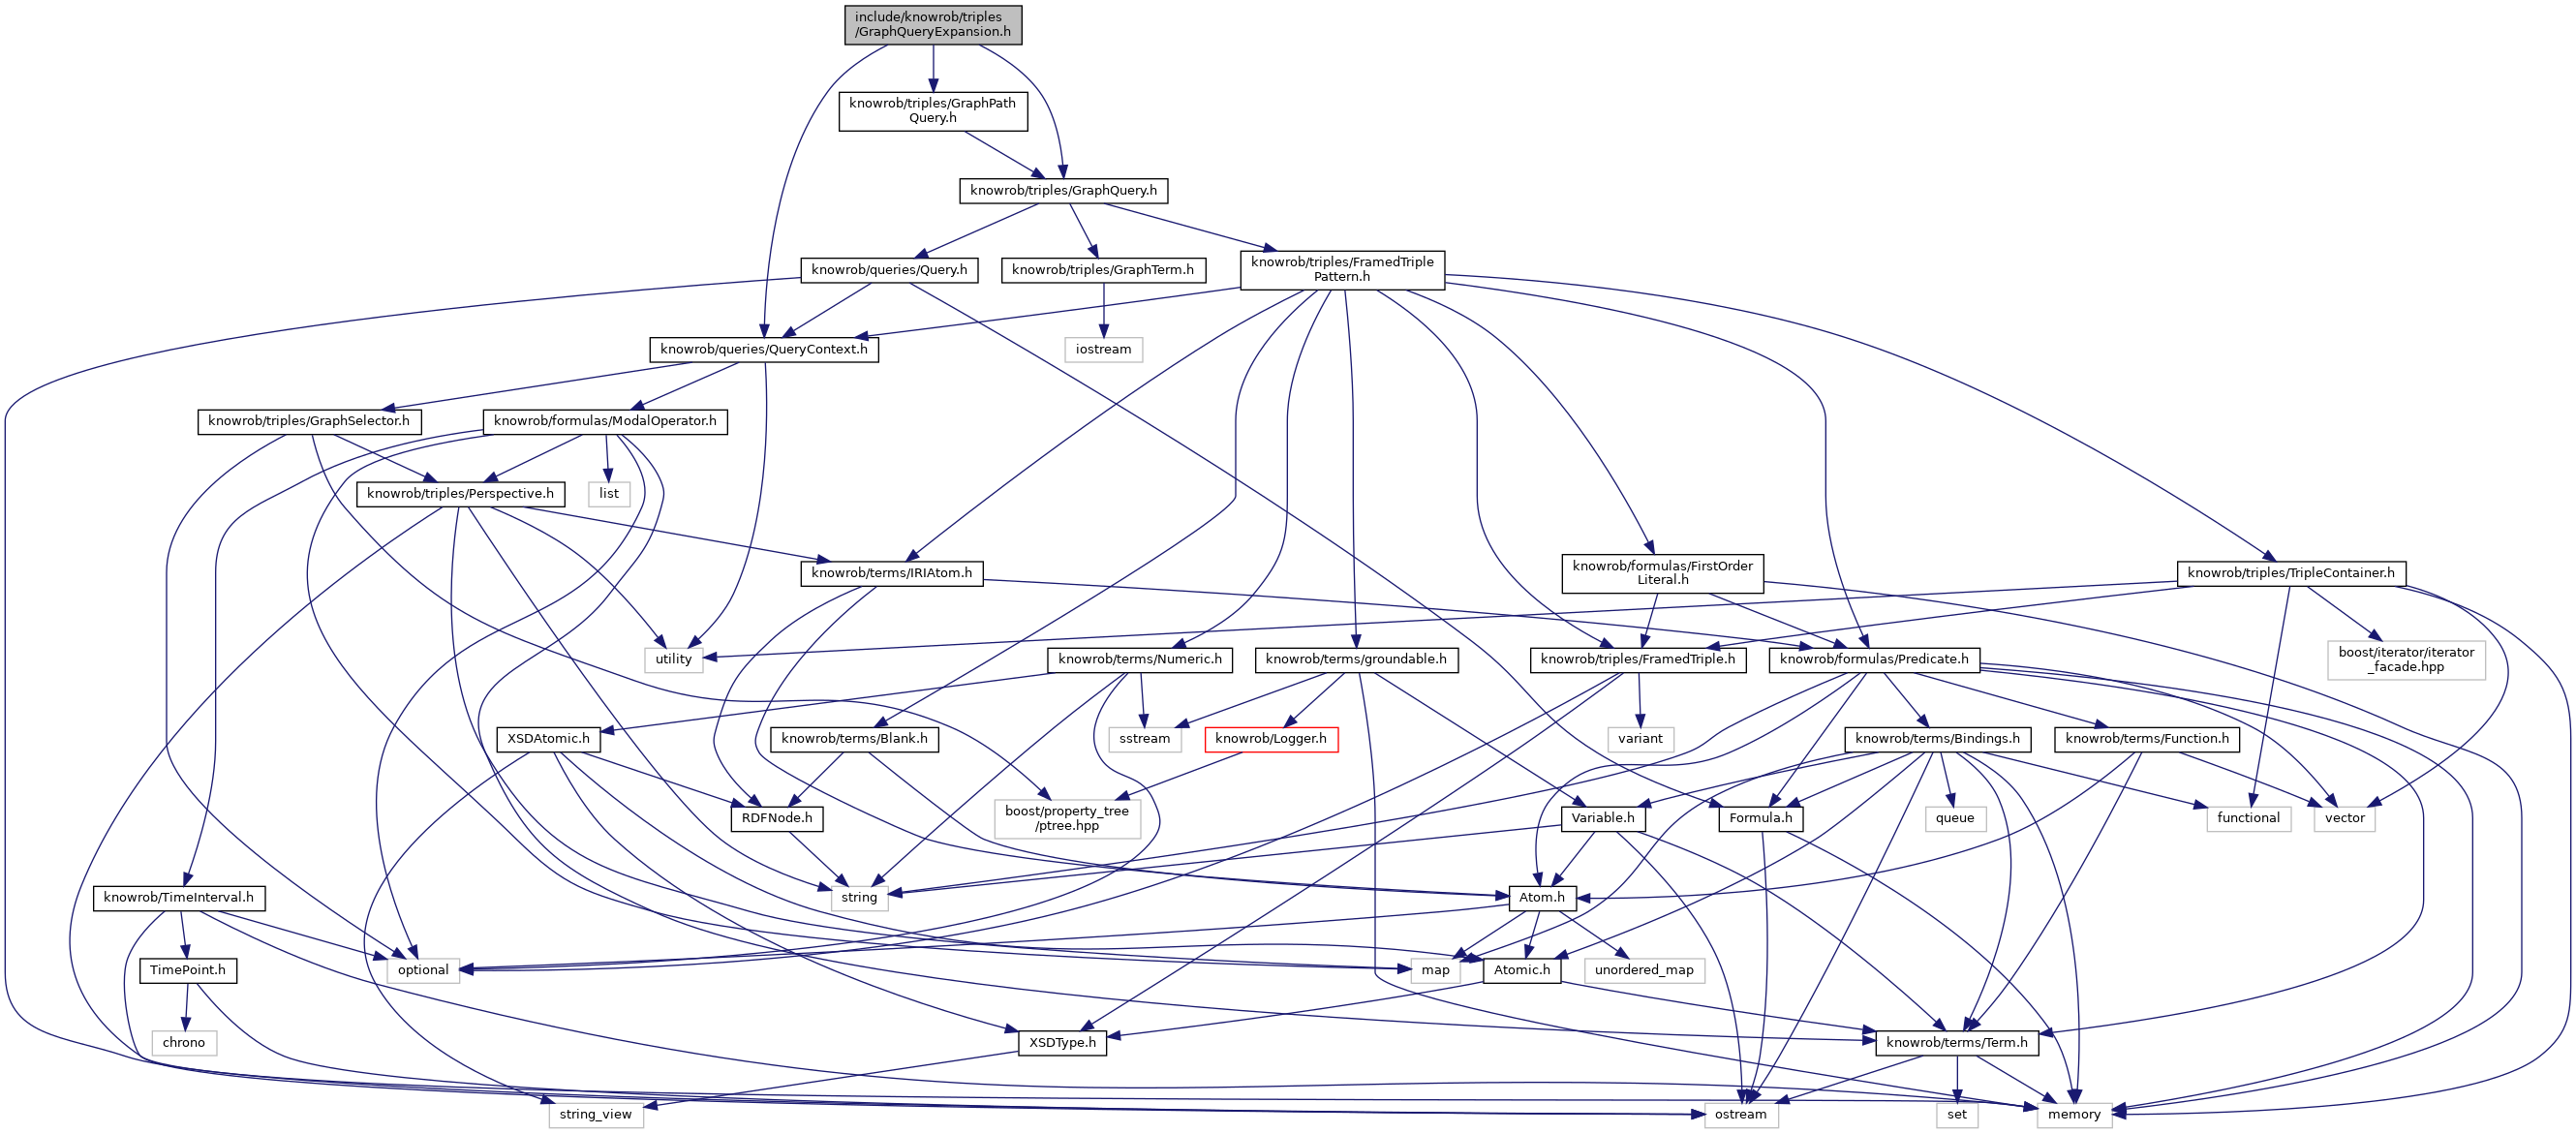 include/knowrob/triples
/GraphQueryExpansion.h
knowrob/triples/GraphPath
Query.h
knowrob/triples/GraphQuery.h
knowrob/queries/Query.h
knowrob/triples/GraphTerm.h
knowrob/triples/FramedTriple
Pattern.h
knowrob/queries/QueryContext.h
iostream
knowrob/triples/GraphSelector.h
knowrob/formulas/ModalOperator.h
knowrob/triples/Perspective.h
list
knowrob/terms/IRIAtom.h
knowrob/formulas/FirstOrder
Literal.h
knowrob/triples/TripleContainer.h
utility
knowrob/terms/Numeric.h
knowrob/terms/groundable.h
knowrob/triples/FramedTriple.h
knowrob/formulas/Predicate.h
boost/iterator/iterator
_facade.hpp
XSDAtomic.h
knowrob/terms/Blank.h
sstream
knowrob/Logger.h
variant
knowrob/terms/Bindings.h
knowrob/terms/Function.h
RDFNode.h
boost/property_tree
/ptree.hpp
Variable.h
Formula.h
queue
functional
vector
knowrob/TimeInterval.h
string
Atom.h
TimePoint.h
optional
map
Atomic.h
unordered_map
chrono
XSDType.h
knowrob/terms/Term.h
string_view
ostream
set
memory